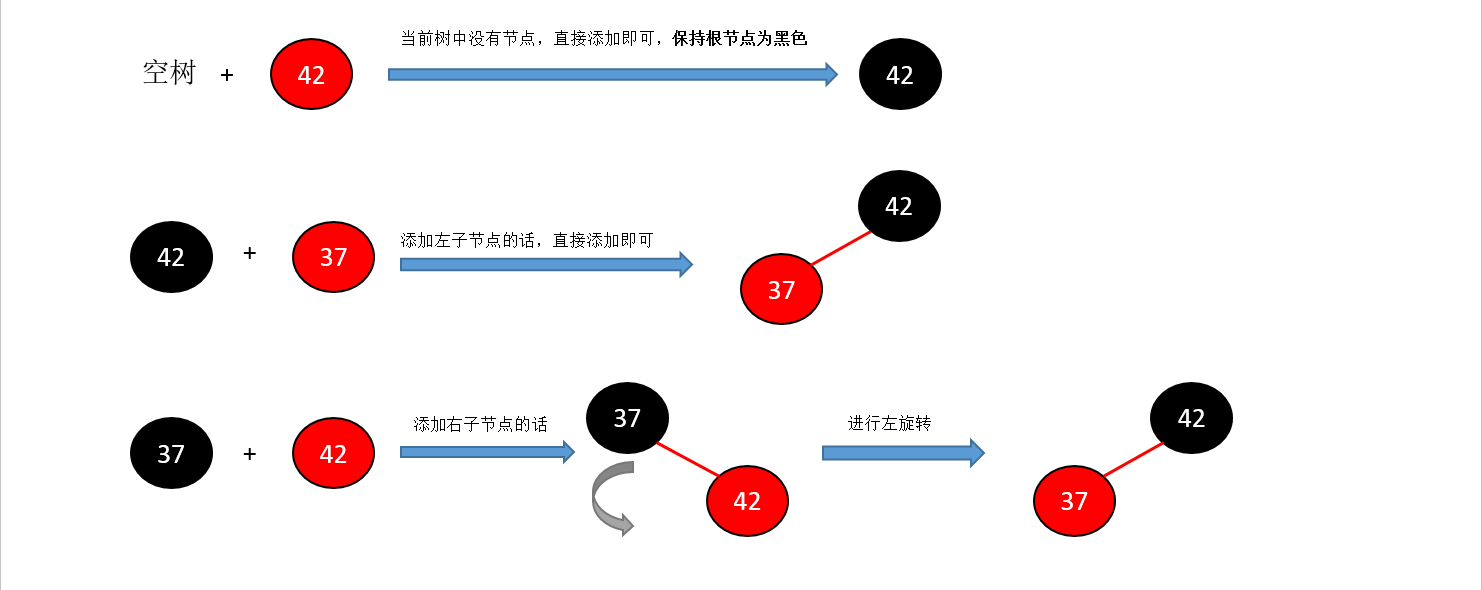 当前树中没有节点，直接添加即可，保持根节点为黑色
空树 + 42 42
42
添加左子节点的话，直接添加即可
42 + 37
37
37
添加右子节点的话 进行左旋转 42
37 + 42
42 37